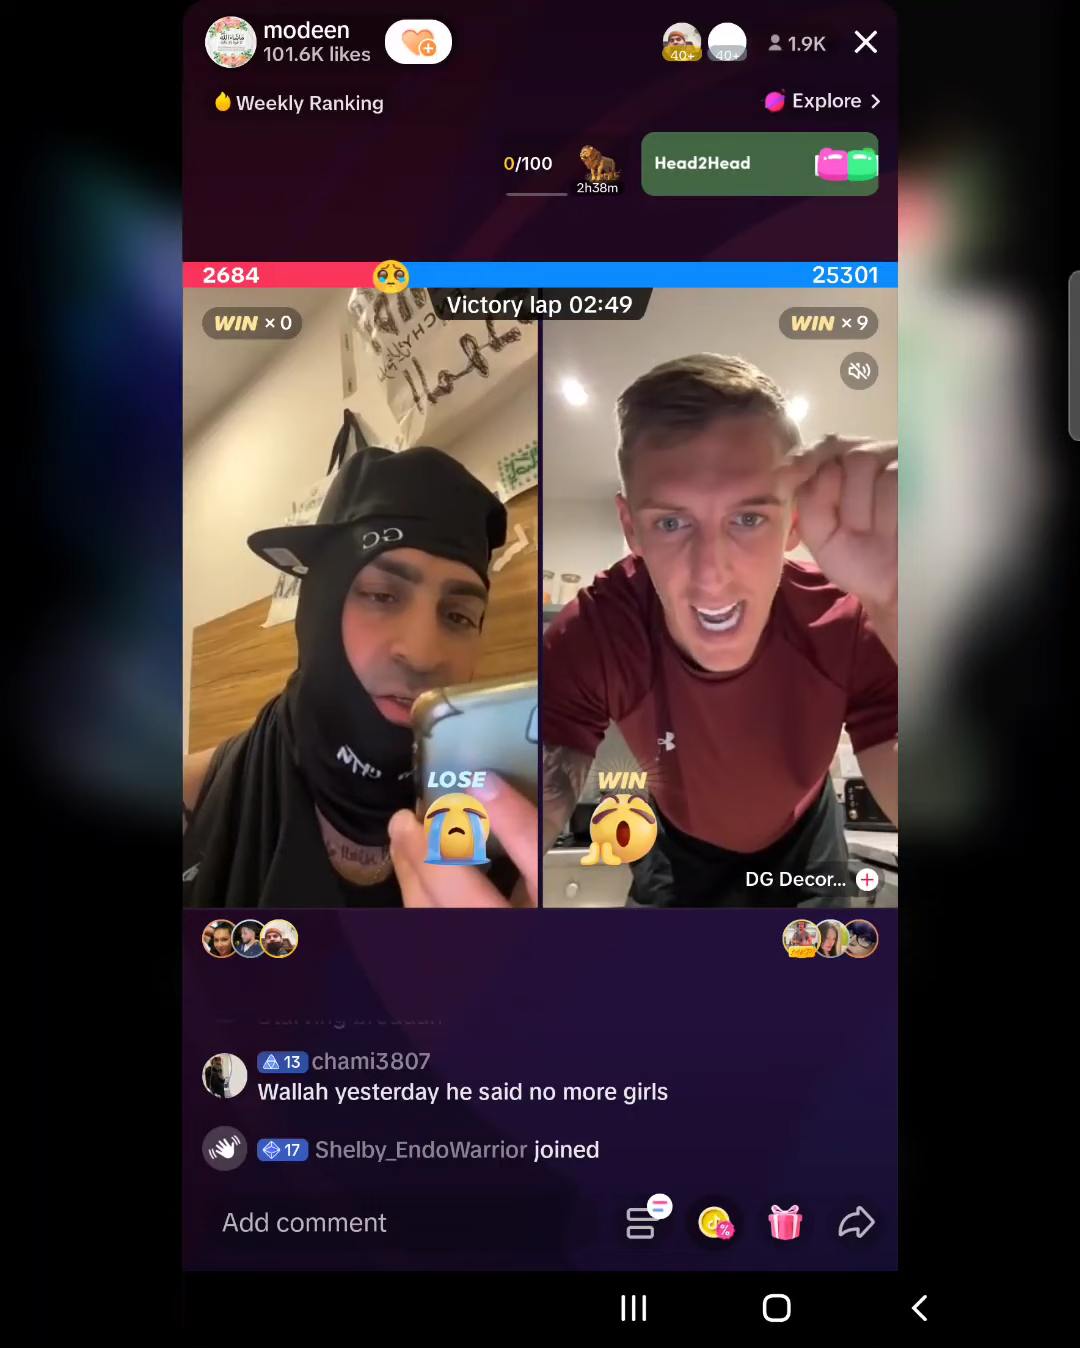 modeen
101.6K likes
40+
40+
1.9K
Weekly Ranking
Explore
0/100
2h38m
Head2Head
2684
25301
Victory lap 02:49
WIN × 0
WIN × 9
LOSE
WIN
DG Decor...
13 chami3807
Wallah yesterday he said no more girls
17 Shelby_EndoWarrior joined
Add comment